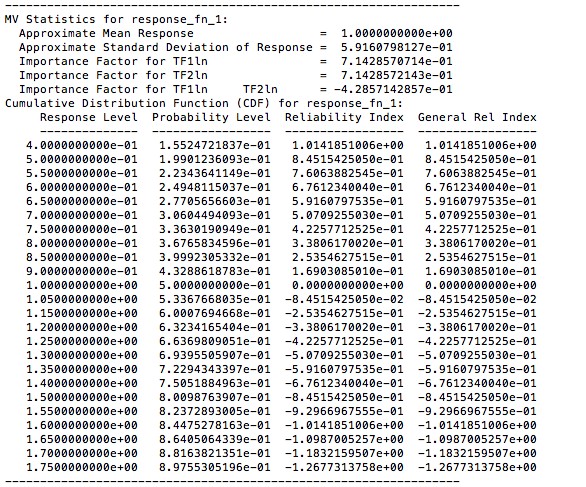 -----------------------------------------------------------------
MV Statistics for response_fn_1:
  Approximate Mean Response                  =  1.0000000000e+00
  Approximate Standard Deviation of Response =  5.9160798127e-01
  Importance Factor for TF1ln                =  7.1428570714e-01
  Importance Factor for TF2ln                =  7.1428572143e-01
  Importance Factor for TF1ln     TF2ln      = -4.2857142857e-01
Cumulative Distribution Function (CDF) for response_fn_1:
     Response Level  Probability Level  Reliability Index  General Rel Index
     --------------  -----------------  -----------------  -----------------
   4.0000000000e-01   1.5524721837e-01   1.0141851006e+00   1.0141851006e+00
   5.0000000000e-01   1.9901236093e-01   8.4515425050e-01   8.4515425050e-01
   5.5000000000e-01   2.2343641149e-01   7.6063882545e-01   7.6063882545e-01
   6.0000000000e-01   2.4948115037e-01   6.7612340040e-01   6.7612340040e-01
   6.5000000000e-01   2.7705656603e-01   5.9160797535e-01   5.9160797535e-01
   7.0000000000e-01   3.0604494093e-01   5.0709255030e-01   5.0709255030e-01
   7.5000000000e-01   3.3630190949e-01   4.2257712525e-01   4.2257712525e-01
   8.0000000000e-01   3.6765834596e-01   3.3806170020e-01   3.3806170020e-01
   8.5000000000e-01   3.9992305332e-01   2.5354627515e-01   2.5354627515e-01
   9.0000000000e-01   4.3288618783e-01   1.6903085010e-01   1.6903085010e-01
   1.0000000000e+00   5.0000000000e-01   0.0000000000e+00   0.0000000000e+00
   1.0500000000e+00   5.3367668035e-01  -8.4515425050e-02  -8.4515425050e-02
   1.1500000000e+00   6.0007694668e-01  -2.5354627515e-01  -2.5354627515e-01
   1.2000000000e+00   6.3234165404e-01  -3.3806170020e-01  -3.3806170020e-01
   1.2500000000e+00   6.6369809051e-01  -4.2257712525e-01  -4.2257712525e-01
   1.3000000000e+00   6.9395505907e-01  -5.0709255030e-01  -5.0709255030e-01
   1.3500000000e+00   7.2294343397e-01  -5.9160797535e-01  -5.9160797535e-01
   1.4000000000e+00   7.5051884963e-01  -6.7612340040e-01  -6.7612340040e-01
   1.5000000000e+00   8.0098763907e-01  -8.4515425050e-01  -8.4515425050e-01
   1.5500000000e+00   8.2372893005e-01  -9.2966967555e-01  -9.2966967555e-01
   1.6000000000e+00   8.4475278163e-01  -1.0141851006e+00  -1.0141851006e+00
   1.6500000000e+00   8.6405064339e-01  -1.0987005257e+00  -1.0987005257e+00
   1.7000000000e+00   8.8163821351e-01  -1.1832159507e+00  -1.1832159507e+00
   1.7500000000e+00   8.9755305196e-01  -1.2677313758e+00  -1.2677313758e+00
-----------------------------------------------------------------